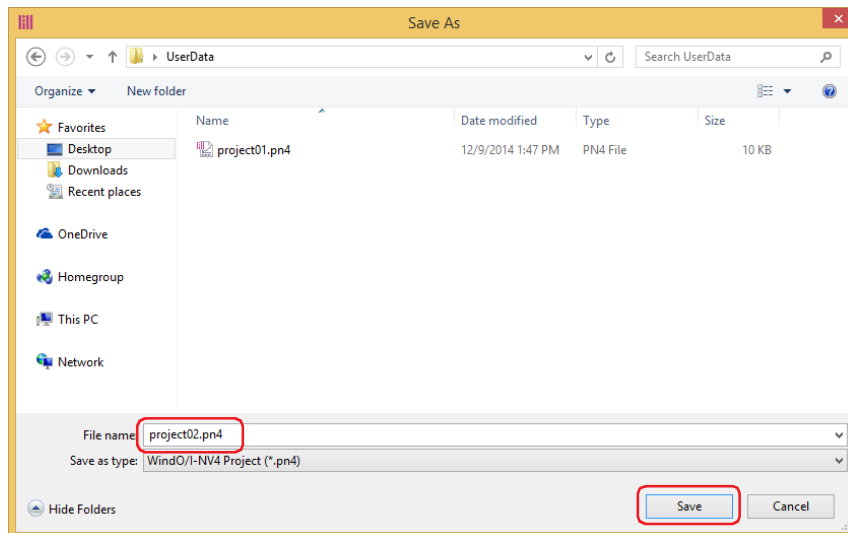 lill
Save As
UserData
Search UserData
Organize
New folder
Name
Date modified
Type
Size
Favorites
Desktop
project01.pn4
12/9/2014 1:47 PM
PN4 File
10 KB
Downloads
Recent places
OneDrive
Homegroup
This PC
Network
File name: project02.pn4
Save as type: WindO/I-NV4 Project (*.pn4)
Hide Folders
Save
Cancel